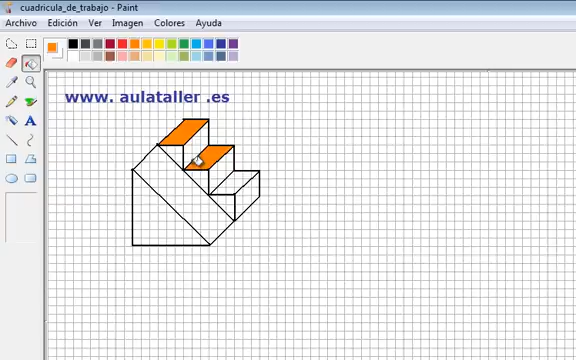 cuadricula_de_trabajo - Paint
Archivo Edición Ver Imagen Colores Ayuda
www. aulataller .es